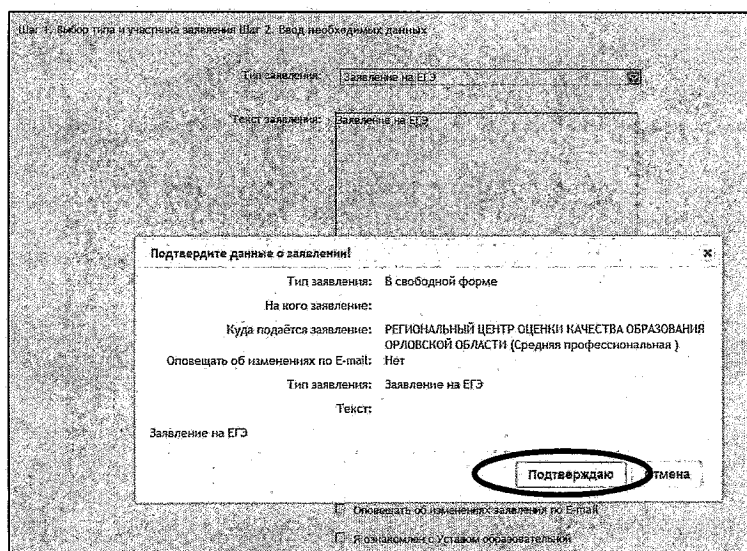 Шаг 1. Выбор типа и участника заявления Шаг 2. Ввод необходимых данных
Тип заявления: Заявление на ЕГЭ
Текст заявления: Заявление на ЕГЭ
Подтвердите данные о заявлении!
Тип заявления: В свободной форме
На кого заявление:
Куда подаётся заявление: РЕГИОНАЛЬНЫЙ ЦЕНТР ОЦЕНКИ КАЧЕСТВА ОБРАЗОВАНИЯ
ОРЛОВСКОЙ ОБЛАСТИ (Средняя профессиональная )
Оповещать об изменениях по E-mail: Нет
Тип заявления: Заявление на ЕГЭ
Текст:
Заявление на ЕГЭ
Подтверждаю Отмена
Оповещать об изменениях заявления по E-mail
Я ознакомлен с Уставом образовательной